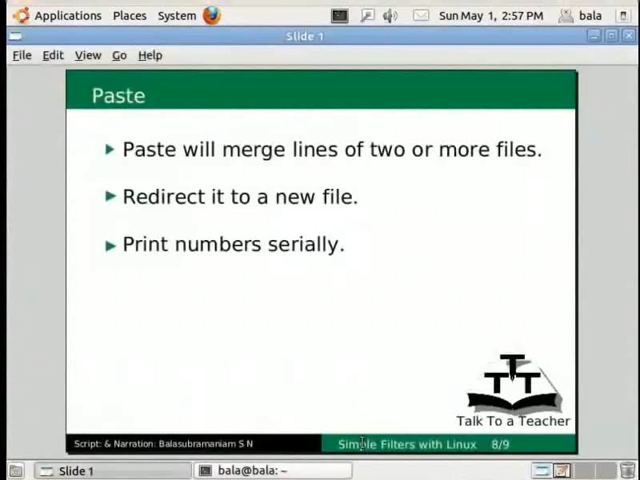 Applications Places System Sun May 1, 2:57 PM bala
Slide 1
File Edit View Go Help
Paste
Paste will merge lines of two or more files.
Redirect it to a new file.
Print numbers serially.
T
T T
Talk To a Teacher
Script: & Narration: Balasubramaniam S N Simple Filters with Linux 8/9
Slide 1 bala@bala: ~